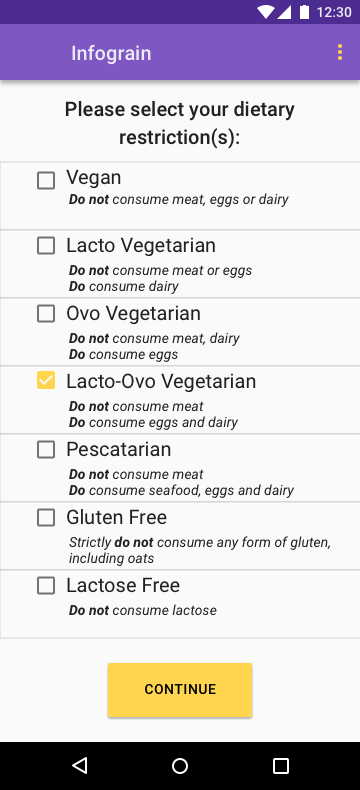 12:30
Infograin
Please select your dietary
restriction(s):
Vegan
Do not consume meat, eggs or dairy
Lacto Vegetarian
Do not consume meat or eggs
Do consume dairy
Ovo Vegetarian
Do not consume meat, dairy
Do consume eggs
Lacto-Ovo Vegetarian
Do not consume meat
Do consume eggs and dairy
Pescatarian
Do not consume meat
Do consume seafood, eggs and dairy
Gluten Free
Strictly do not consume any form of gluten,
including oats
Lactose Free
Do not consume lactose
CONTINUE